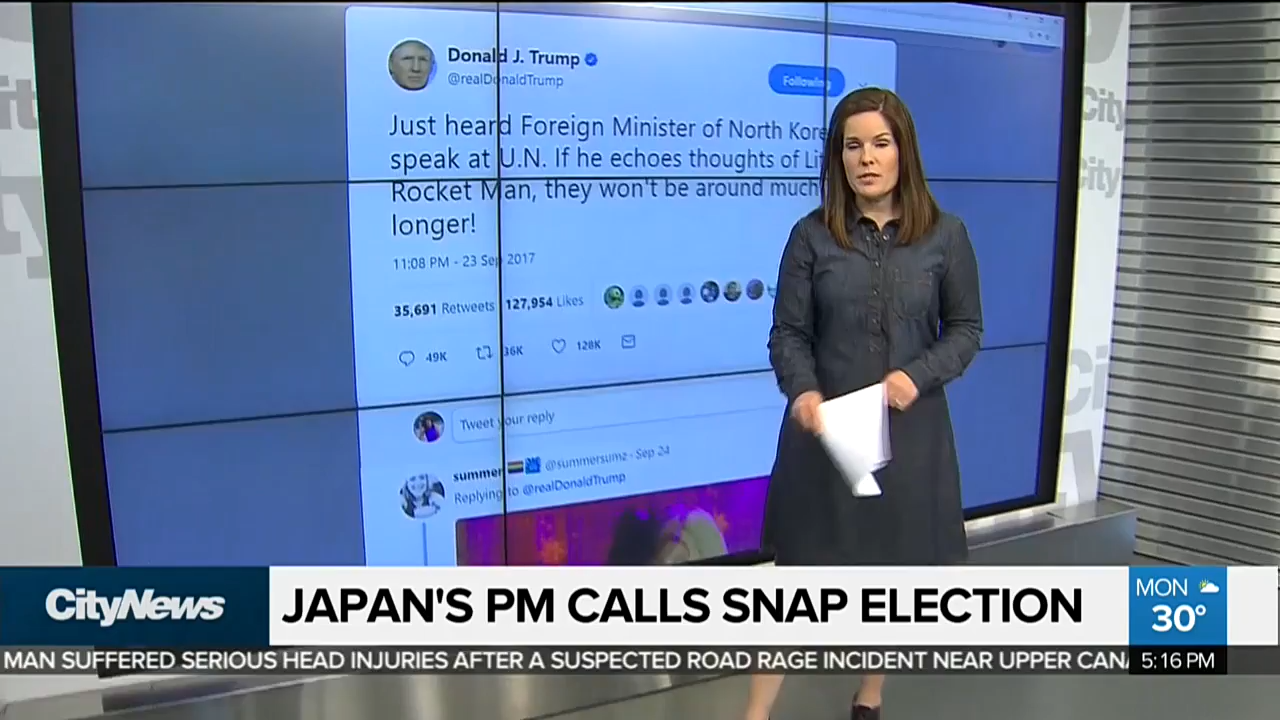 Donald J. Trump
@realDonaldTrump
Following
Just heard Foreign Minister of North Kore
speak at U.N. If he echoes thoughts of Li
Rocket Man, they won't be around much
longer!
11:08 PM - 23 Sep 2017
35,691 Retweets 127,954 Likes
49K 36K 128K
Tweet your reply
summer @summersumz - Sep 24
Replying to @realDonaldTrump
City
City
CityNews
JAPAN'S PM CALLS SNAP ELECTION
MON
30°
MAN SUFFERED SERIOUS HEAD INJURIES AFTER A SUSPECTED ROAD RAGE INCIDENT NEAR UPPER CANA
5:16 PM